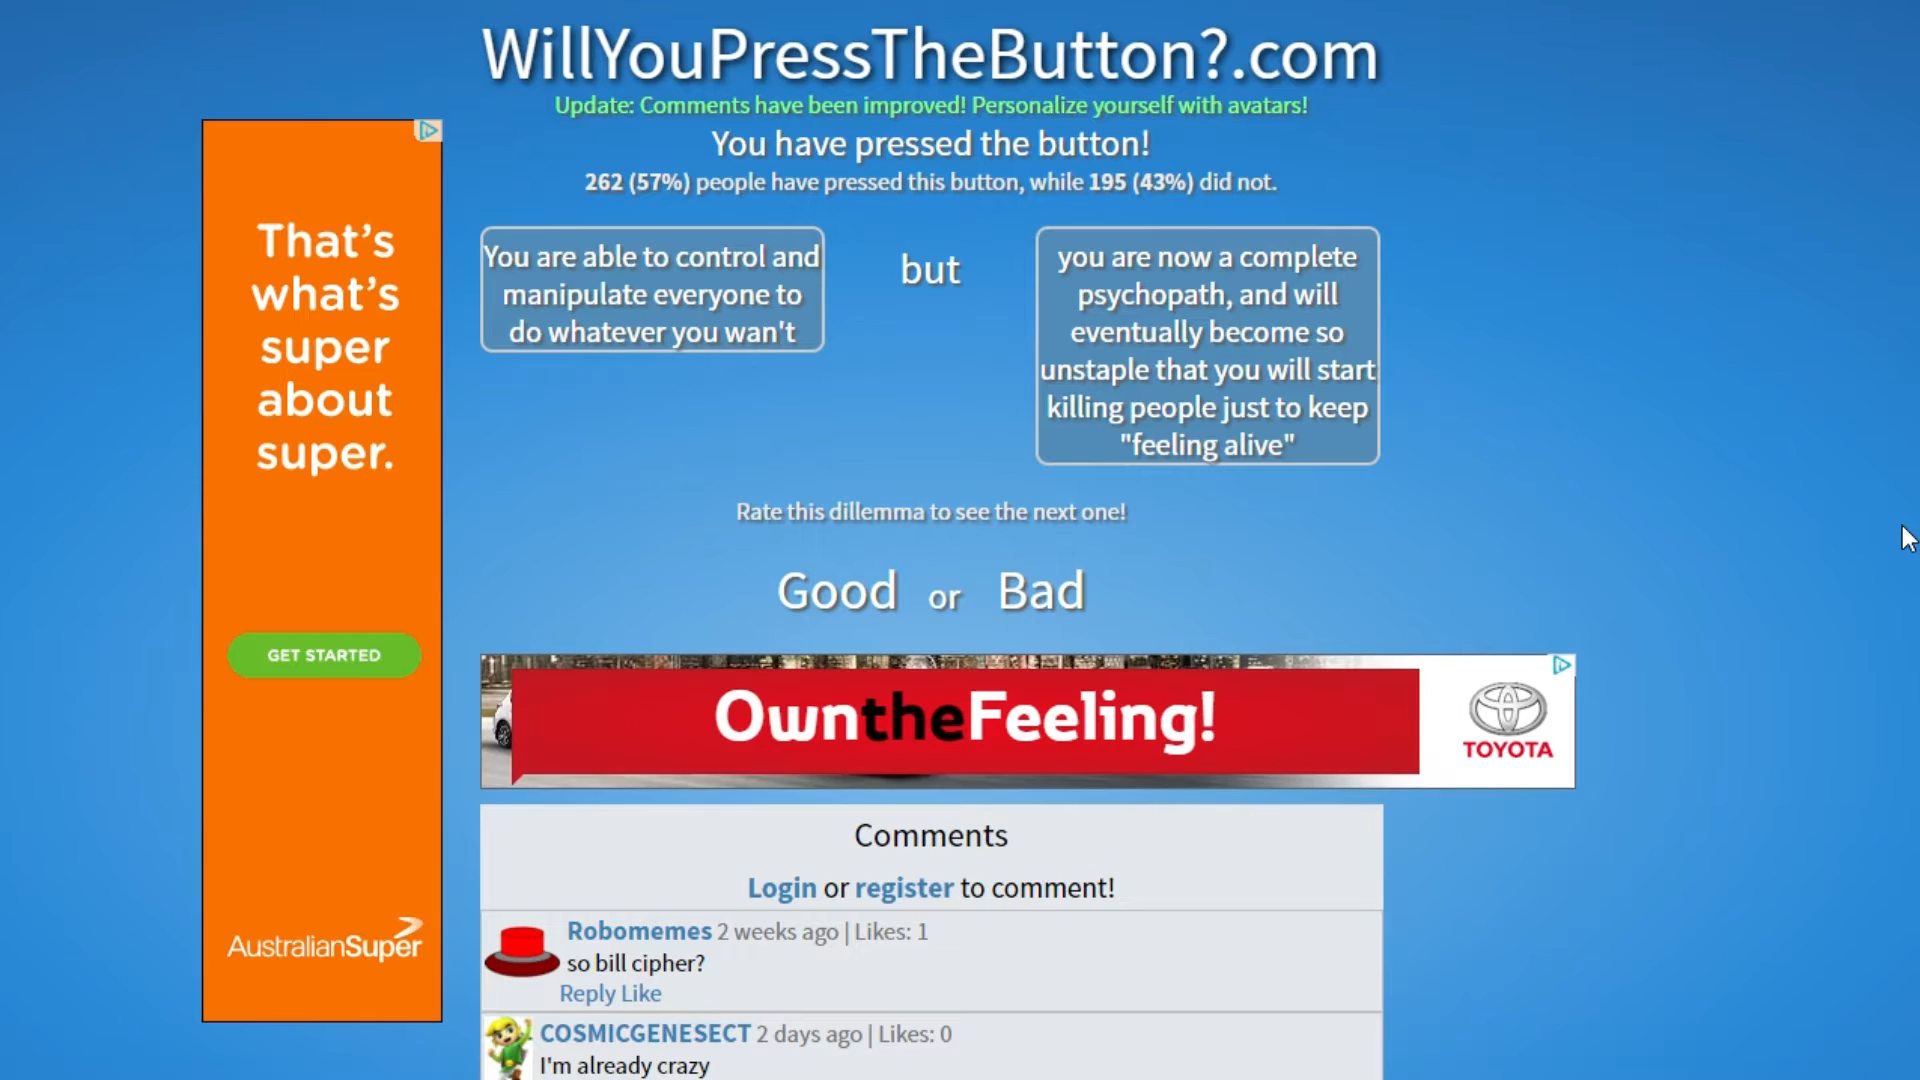 WillYouPressTheButton?.com
Update: Comments have been improved! Personalize yourself with avatars!
You have pressed the button!
262 (57%) people have pressed this button, while 195 (43%) did not.
You are able to control and
manipulate everyone to
do whatever you wan't
but
you are now a complete
psychopath, and will
eventually become so
unstaple that you will start
killing people just to keep
"feeling alive"
Rate this dillemma to see the next one!
Good or Bad
That's
what's
super
about
super.
GET STARTED
AustralianSuper
OwntheFeeling!
TOYOTA
Comments
Login or register to comment!
Robomemes 2 weeks ago | Likes: 1
so bill cipher?
Reply Like
COSMICGENESECT 2 days ago | Likes: 0
I'm already crazy